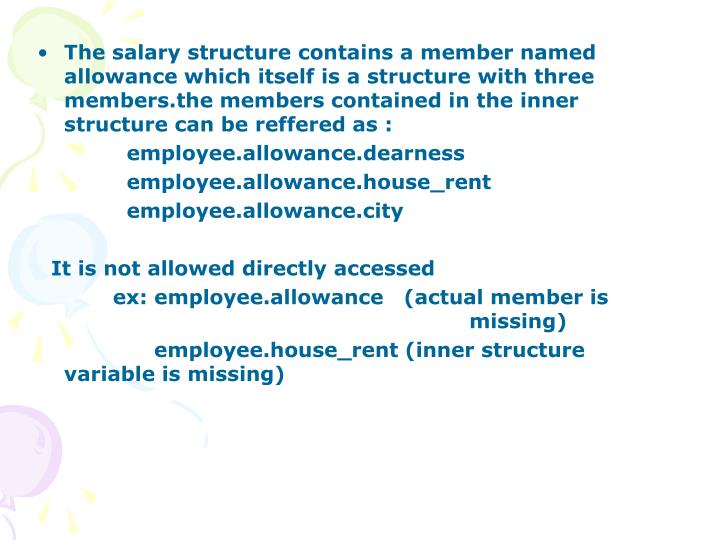 • The salary structure contains a member named
allowance which itself is a structure with three
members.the members contained in the inner
structure can be reffered as :
employee.allowance.dearness
employee.allowance.house_rent
employee.allowance.city
It is not allowed directly accessed
ex: employee.allowance (actual member is
missing)
employee.house_rent (inner structure
variable is missing)